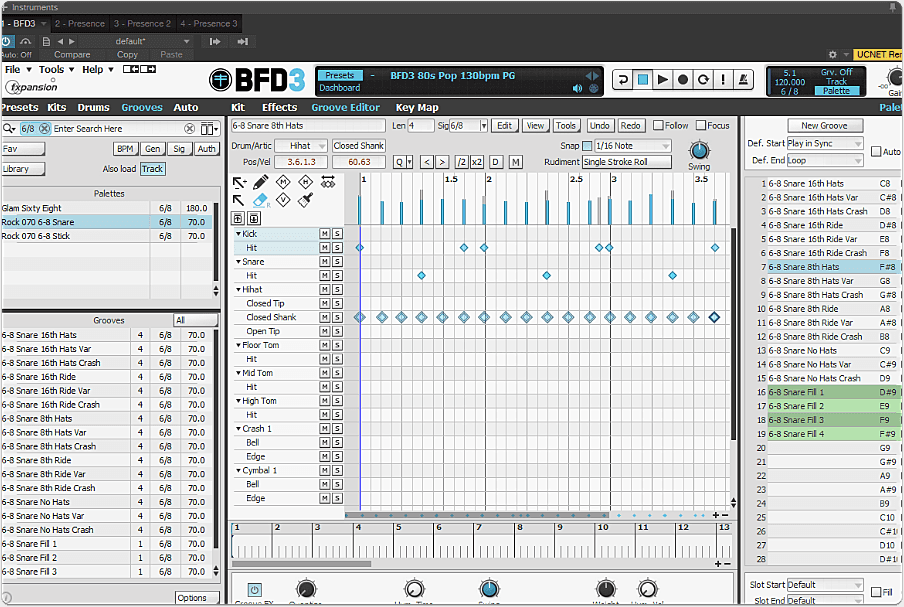 Instruments
1 - BFD3 2 - Presence 3 - Presence 2 4 - Presence 3
default*
Auto: Off Compare Copy Paste
UCNET Rem
File Tools Help
fxpansion
BFD3
Presets - BFD3 80s Pop 130bpm PG
Dashboard
5.1 Grv. Off
120.000 Track
6 / 8 Palette
-00
Gain
Presets Kits Drums Grooves Auto
Kit Effects Groove Editor Key Map
Palet
6/8 Enter Search Here
Fav BPM Gen Sig Auth
Library Also load Track
Palettes
Glam Sixty Eight 6/8 180.0
Rock 070 6-8 Snare 6/8 70.0
Rock 070 6-8 Stick 6/8 70.0
Grooves All
6-8 Snare 16th Hats 4 6/8 70.0
6-8 Snare 16th Hats Var 4 6/8 70.0
6-8 Snare 16th Hats Crash 4 6/8 70.0
6-8 Snare 16th Ride 4 6/8 70.0
6-8 Snare 16th Ride Var 4 6/8 70.0
6-8 Snare 16th Ride Crash 4 6/8 70.0
6-8 Snare 8th Hats 4 6/8 70.0
6-8 Snare 8th Hats Var 4 6/8 70.0
6-8 Snare 8th Hats Crash 4 6/8 70.0
6-8 Snare 8th Ride 4 6/8 70.0
6-8 Snare 8th Ride Var 4 6/8 70.0
6-8 Snare 8th Ride Crash 4 6/8 70.0
6-8 Snare No Hats 4 6/8 70.0
6-8 Snare No Hats Var 4 6/8 70.0
6-8 Snare No Hats Crash 4 6/8 70.0
6-8 Snare Fill 1 1 6/8 70.0
6-8 Snare Fill 2 1 6/8 70.0
6-8 Snare Fill 3 1 6/8 70.0
Options
6-8 Snare 8th Hats Len 4 Sig 6/8 Edit View Tools Undo Redo Follow Focus
Drum/Artic Hihat Closed Shank Snap 1/16 Note
Pos/Vel 3.6.1.3 60.63 Q < > /2 x2 D M Rudiment Single Stroke Roll
Swing
1 1.5 2 2.5 3 3.5
Kick M S
Hit M S
Snare M S
Hit M S
Hihat M S
Closed Tip M S
Closed Shank M S
Open Tip M S
Floor Tom M S
Hit M S
Mid Tom M S
Hit M S
High Tom M S
Hit M S
Crash 1 M S
Bell M S
Edge M S
Cymbal 1 M S
Bell M S
Edge M S
1 2 3 4 5 6 7 8 9 10 11 12 13
Swing Weight
New Groove
Def. Start Play in Sync
Def. End Loop
Auto
1 6-8 Snare 16th Hats C8
2 6-8 Snare 16th Hats Var C#8
3 6-8 Snare 16th Hats Crash D8
4 6-8 Snare 16th Ride D#8
5 6-8 Snare 16th Ride Var E8
6 6-8 Snare 16th Ride Crash F8
7 6-8 Snare 8th Hats F#8
8 6-8 Snare 8th Hats Var G8
9 6-8 Snare 8th Hats Crash G#8
10 6-8 Snare 8th Ride A8
11 6-8 Snare 8th Ride Var A#8
12 6-8 Snare 8th Ride Crash B8
13 6-8 Snare No Hats C9
14 6-8 Snare No Hats Var C#9
15 6-8 Snare No Hats Crash D9
16 6-8 Snare Fill 1 D#9
17 6-8 Snare Fill 2 E9
18 6-8 Snare Fill 3 F9
19 6-8 Snare Fill 4 F#9
20 G9
21 G#9
22 A9
23 A#9
24 B9
25 C10
26 C#10
27 D10
28 D#10
Slot Start Default
Slot End Default
Fill